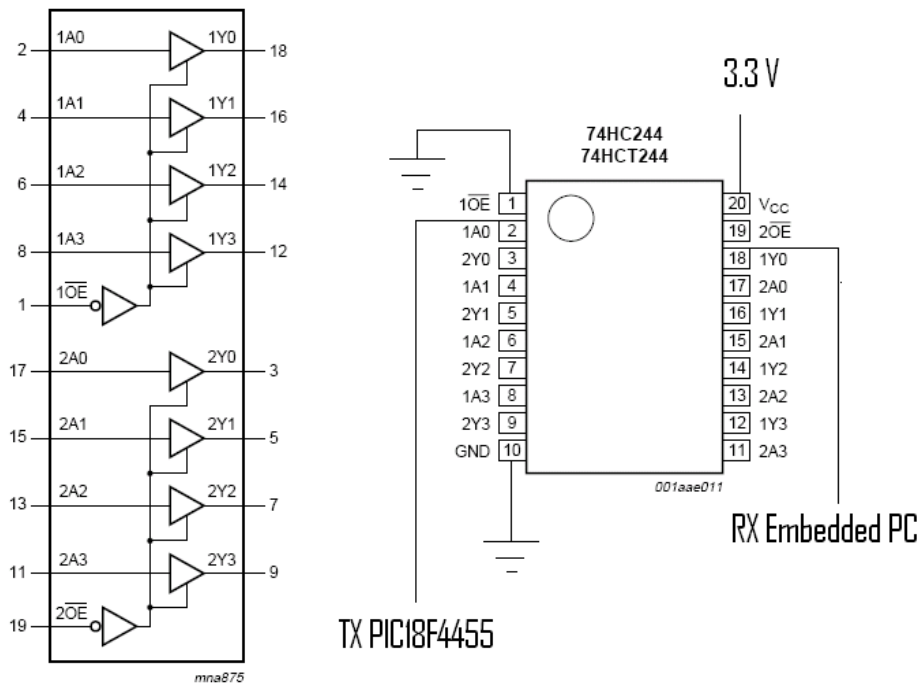 2 1A0 1Y0 18
4 1A1 1Y1 16
6 1A2 1Y2 14
8 1A3 1Y3 12
1 1O̅E̅
17 2A0 2Y0 3
15 2A1 2Y1 5
13 2A2 2Y2 7
11 2A3 2Y3 9
19 2O̅E̅
mna875
3.3 V
74HC244
74HCT244
1O̅E̅ 1 20 VCC
1A0 2 19 2O̅E̅
2Y0 3 18 1Y0
1A1 4 17 2A0
2Y1 5 16 1Y1
1A2 6 15 2A1
2Y2 7 14 1Y2
1A3 8 13 2A2
2Y3 9 12 1Y3
GND 10 11 2A3
001aae011
RX Embedded PC
TX PIC18F4455